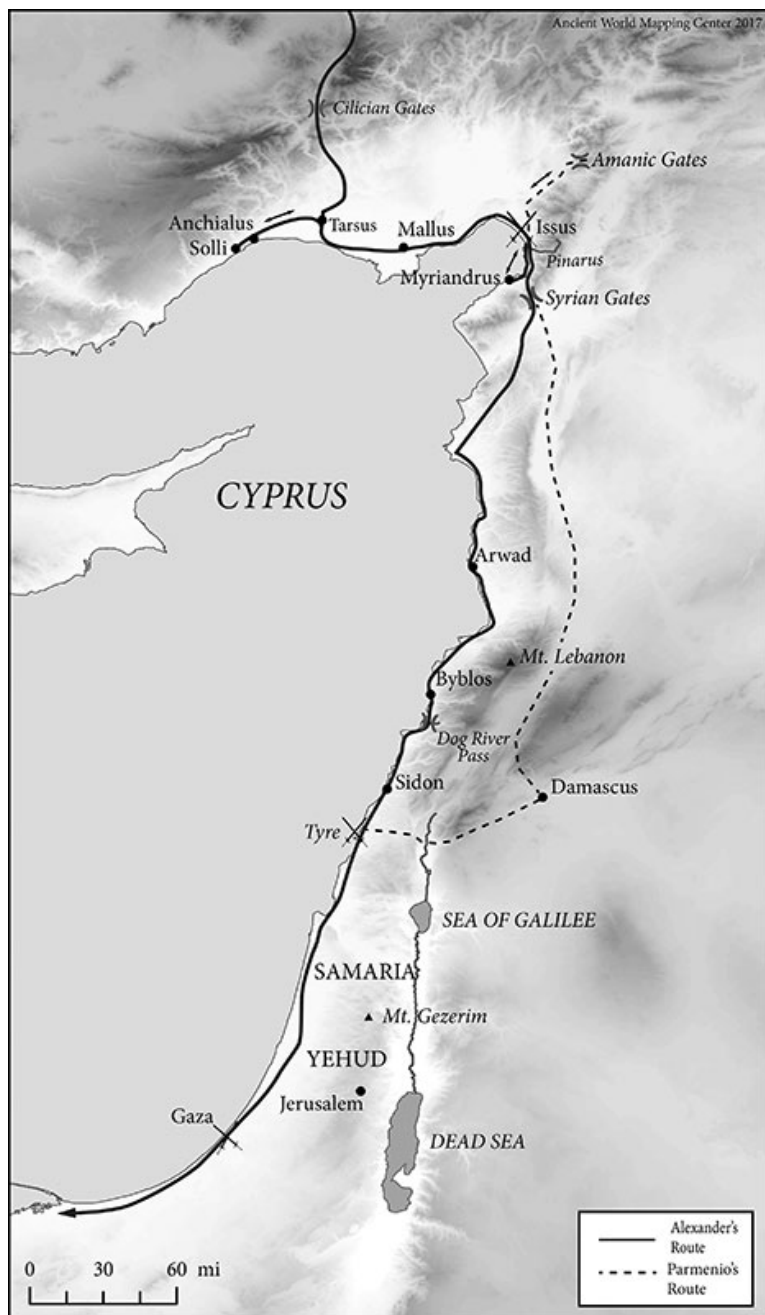 Ancient World Mapping Center 2017
Cilician Gates
Amanic Gates
Anchialus
Tarsus
Mallus
Issus
Solli
Pinarus
Myriandrus
Syrian Gates
CYPRUS
Arwad
Mt. Lebanon
Byblos
Dog River
Pass
Sidon
Damascus
Tyre
SEA OF GALILEE
SAMARIA
Mt. Gezerim
YEHUD
Jerusalem
Gaza
DEAD SEA
0 30 60 mi
Alexander's
Route
Parmenio's
Route